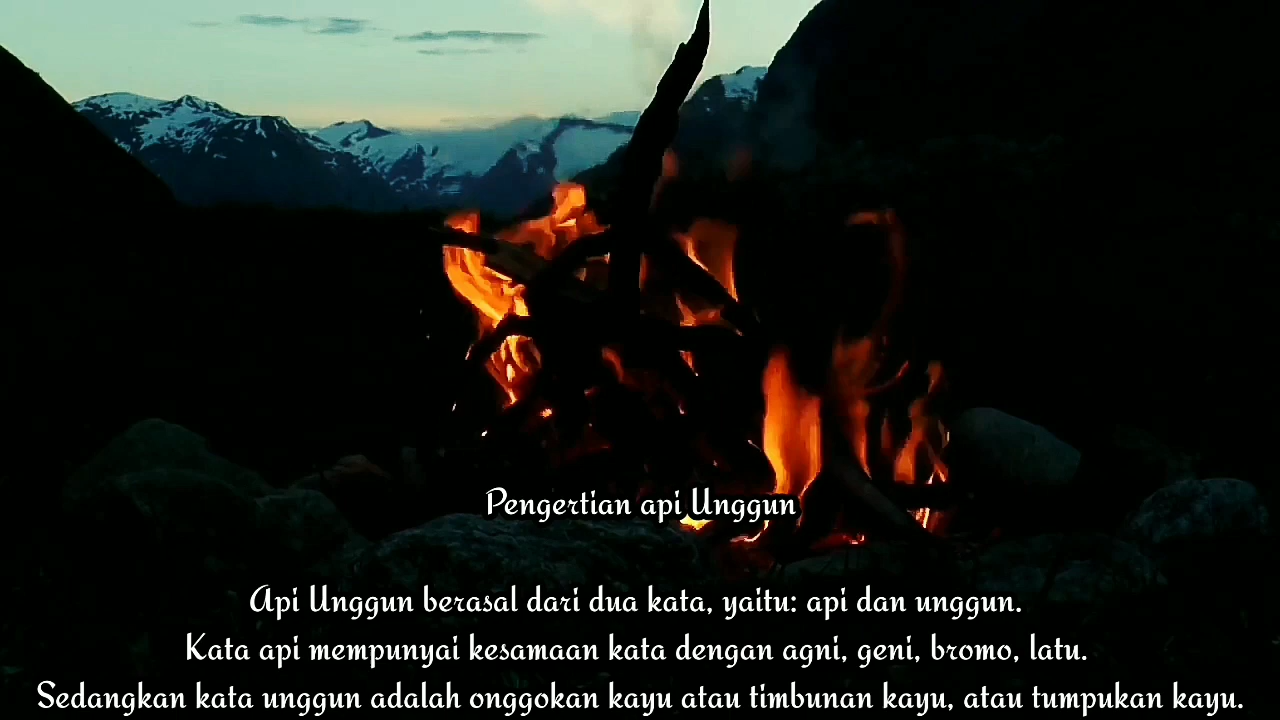 Pengertian api Unggun
Api Unggun berasal dari dua kata, yaitu: api dan unggun.
Kata api mempunyai kesamaan kata dengan agni, geni, bromo, latu.
Sedangkan kata unggun adalah onggokan kayu atau timbunan kayu, atau tumpukan kayu.